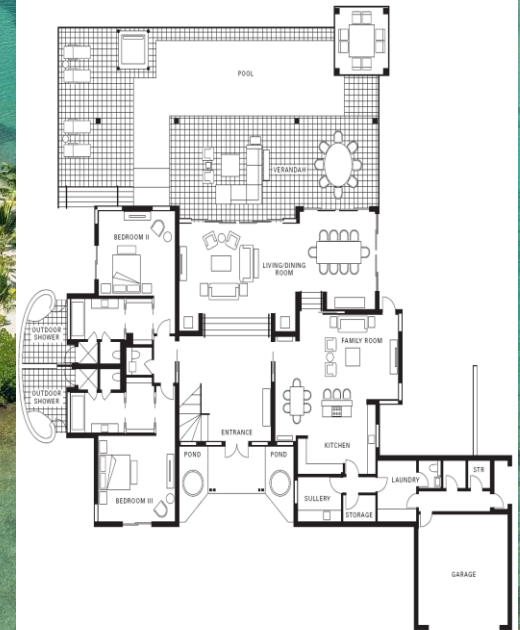 POOL
VERANDAH
BEDROOM II
LIVING/DINING
ROOM
OUTDOOR
SHOWER
FAMILY ROOM
OUTDOOR
SHOWER
ENTRANCE
KITCHEN
POND
POND
BEDROOM III
SULLERY
STORAGE
LAUNDRY
STR
GARAGE